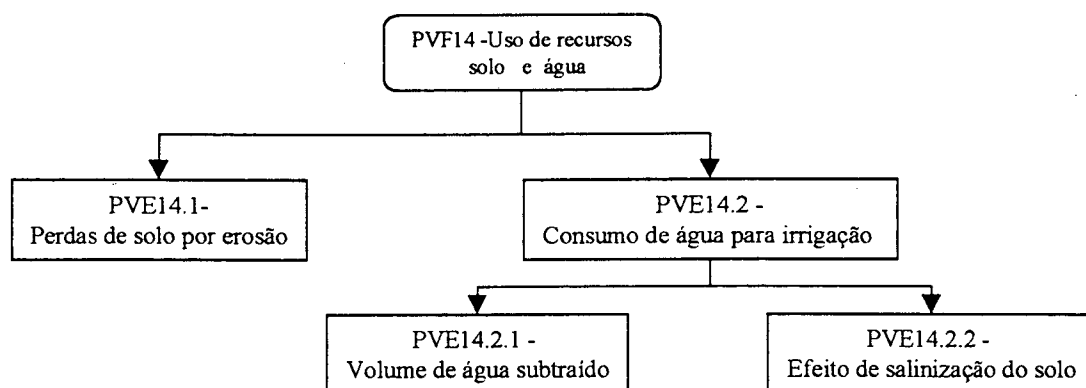 PVF14 -Uso de recursos
solo e água
PVE14.1-
Perdas de solo por erosão
PVE14.2 -
Consumo de água para irrigação
PVE14.2.1 -
Volume de água subtraído
PVE14.2.2 -
Efeito de salinização do solo